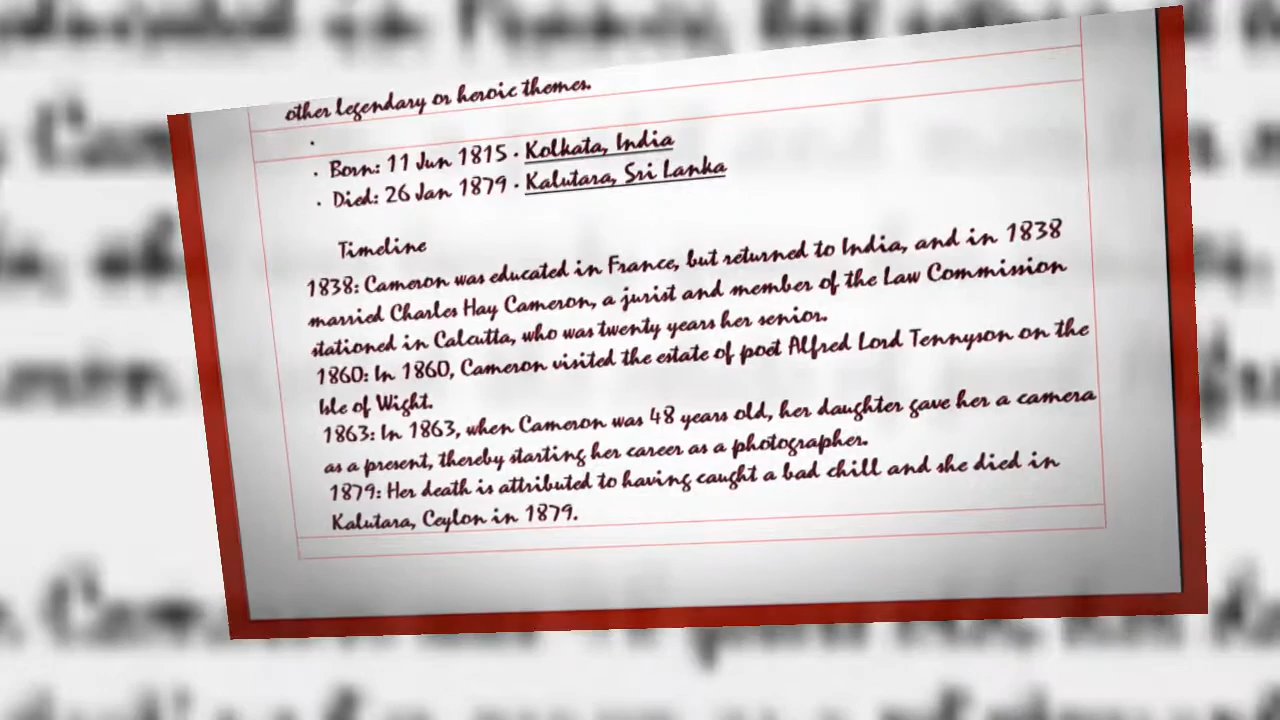 other legendary or heroic themes.
·
· Born: 11 Jun 1815 · Kolkata, India
· Died: 26 Jan 1879 · Kalutara, Sri Lanka
Timeline
1838: Cameron was educated in France, but returned to India, and in 1838
married Charles Hay Cameron, a jurist and member of the Law Commission
stationed in Calcutta, who was twenty years her senior.
1860: In 1860, Cameron visited the estate of poet Alfred Lord Tennyson on the
Isle of Wight.
1863: In 1863, when Cameron was 48 years old, her daughter gave her a camera
as a present, thereby starting her career as a photographer.
1879: Her death is attributed to having caught a bad chill and she died in
Kalutara, Ceylon in 1879.